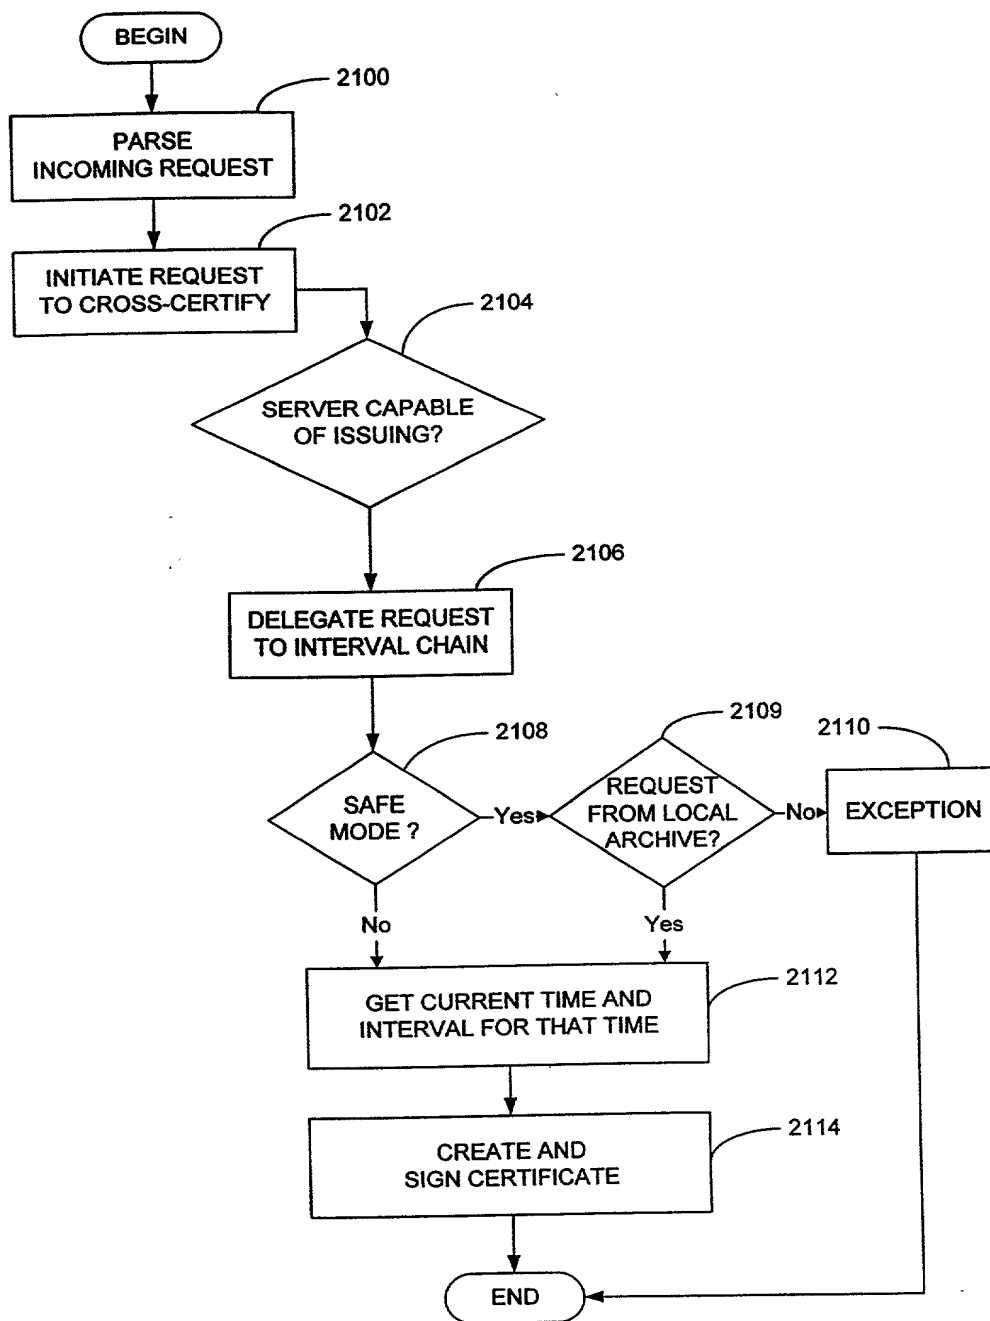 BEGIN
2100
PARSE
INCOMING REQUEST
2102
INITIATE REQUEST
TO CROSS-CERTIFY
2104
SERVER CAPABLE
OF ISSUING?
2106
DELEGATE REQUEST
TO INTERVAL CHAIN
2108
SAFE
MODE ?
Yes
2109
REQUEST
FROM LOCAL
ARCHIVE?
No
2110
EXCEPTION
No
Yes
2112
GET CURRENT TIME AND
INTERVAL FOR THAT TIME
2114
CREATE AND
SIGN CERTIFICATE
END